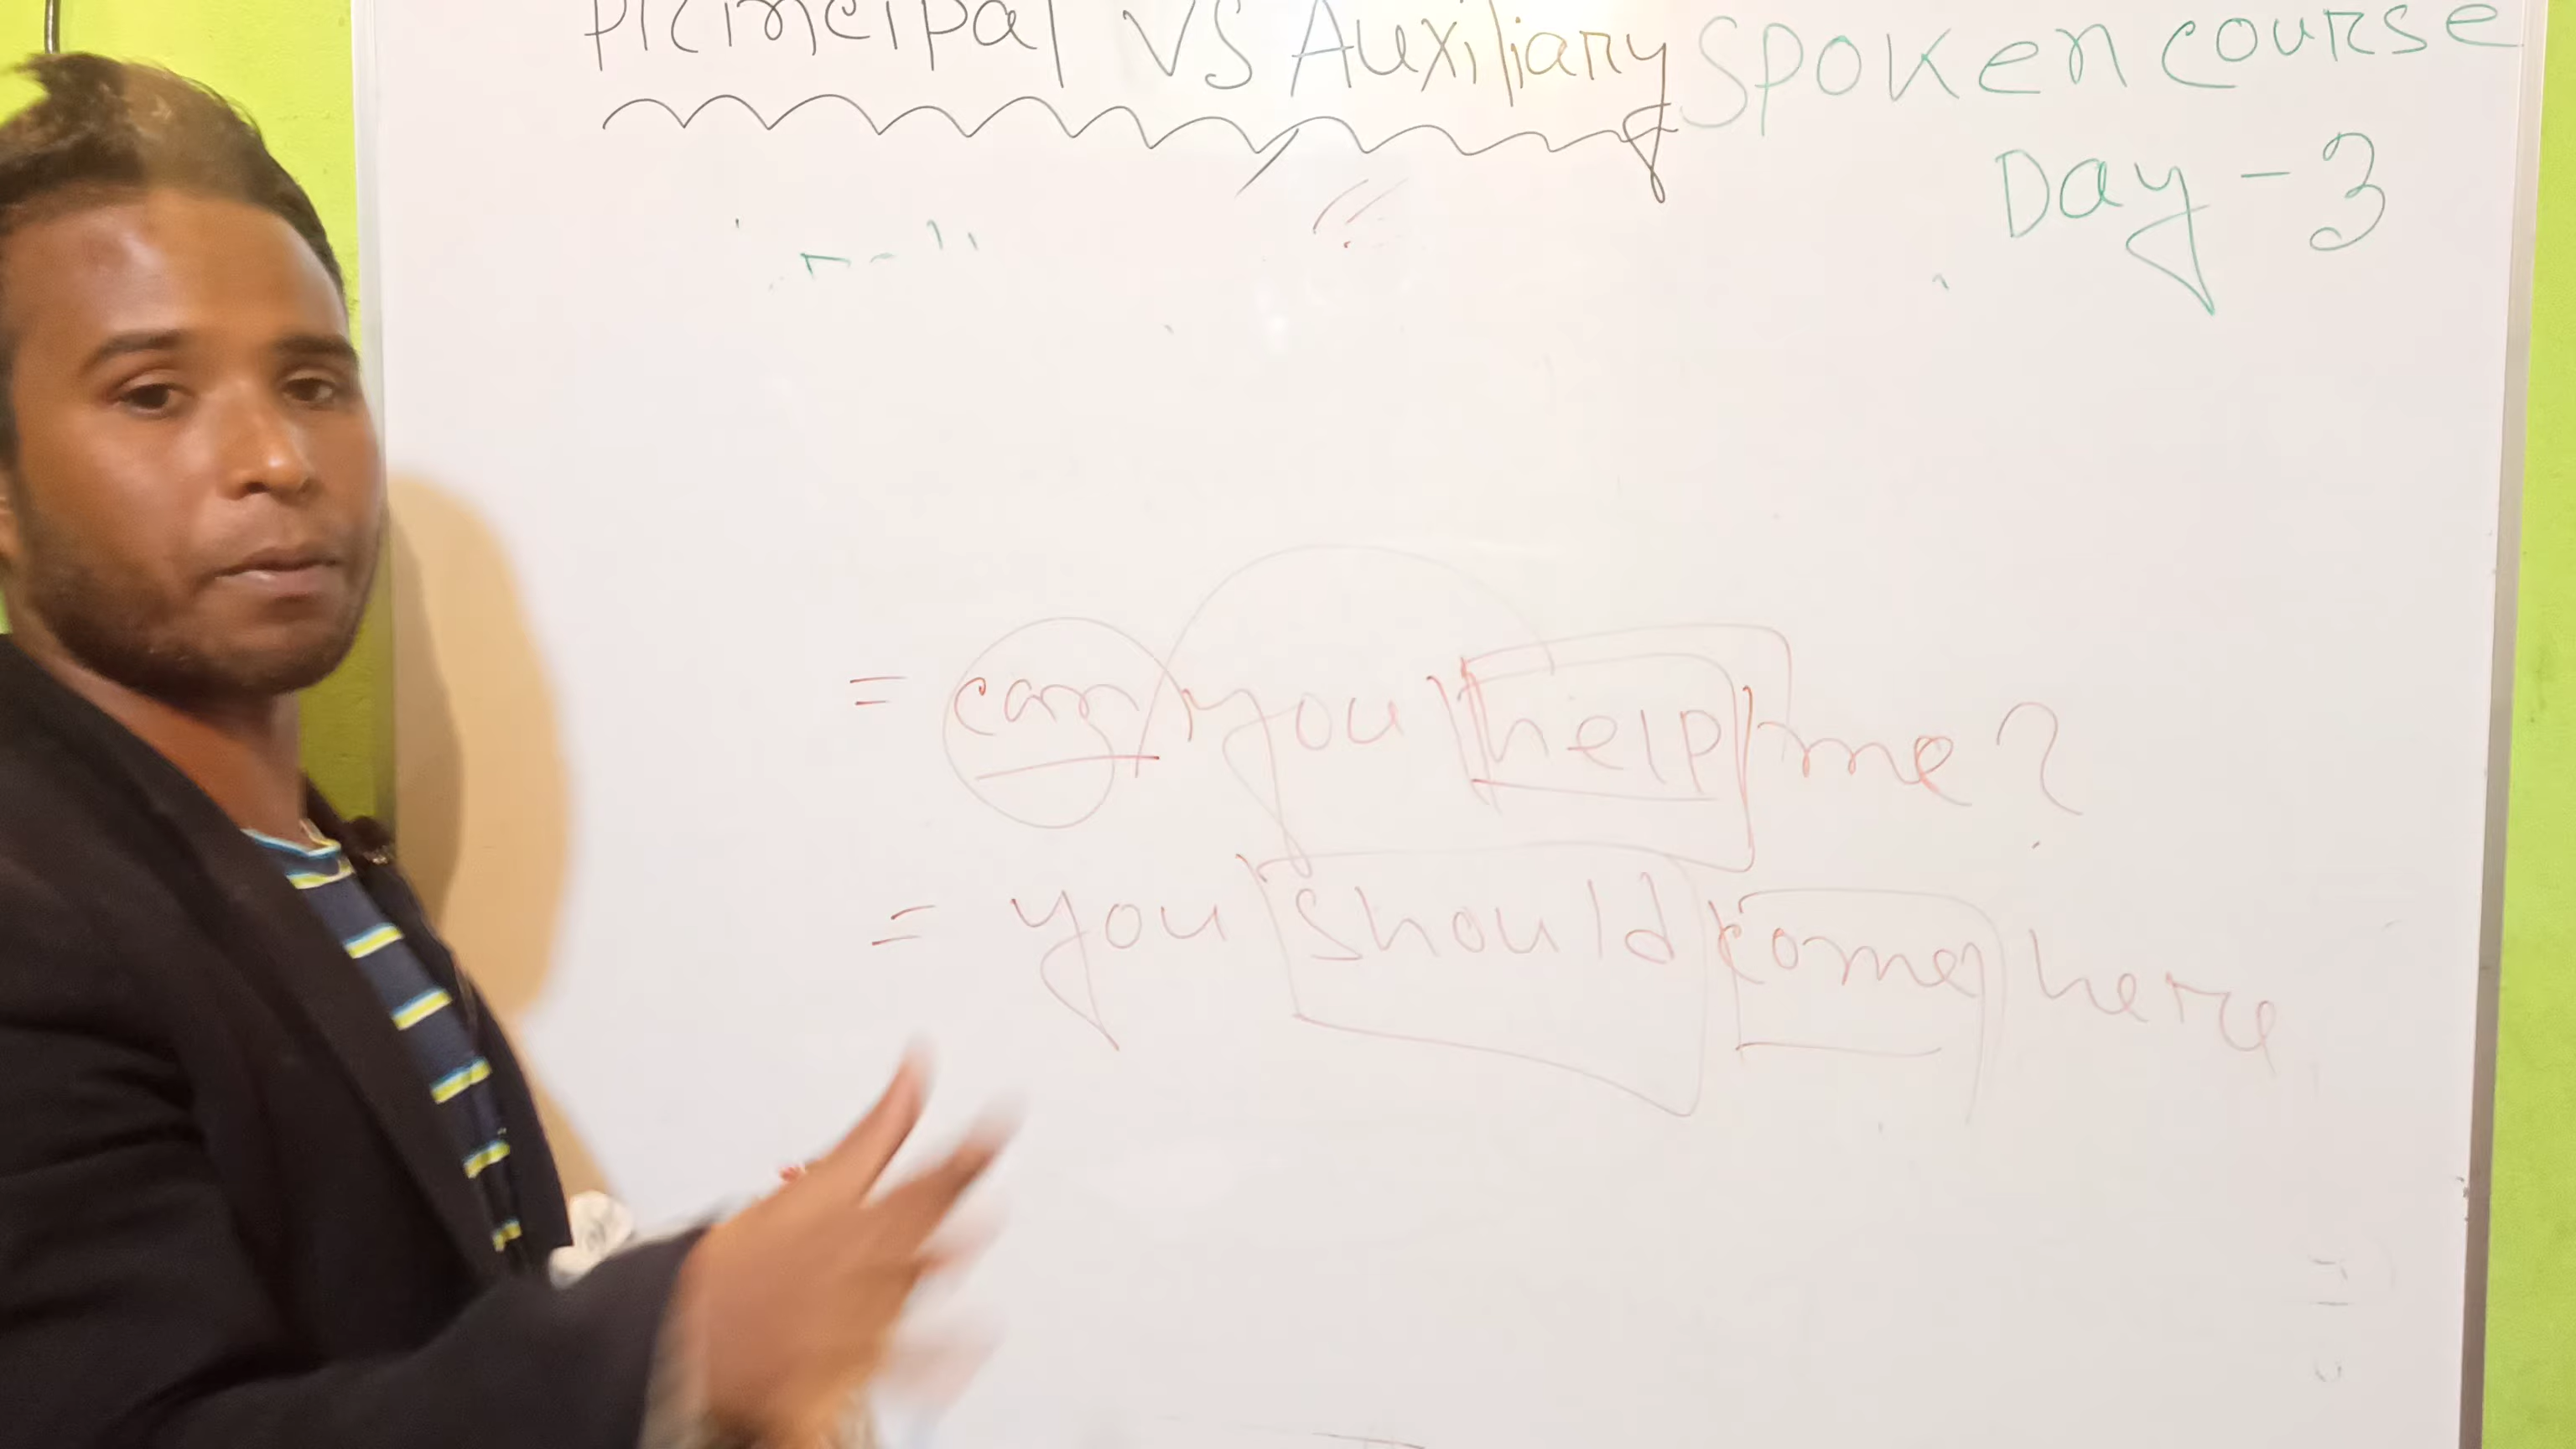 Principal VS Auxiliary
Spoken course
Day - 3
= can you help me?
= you should come here